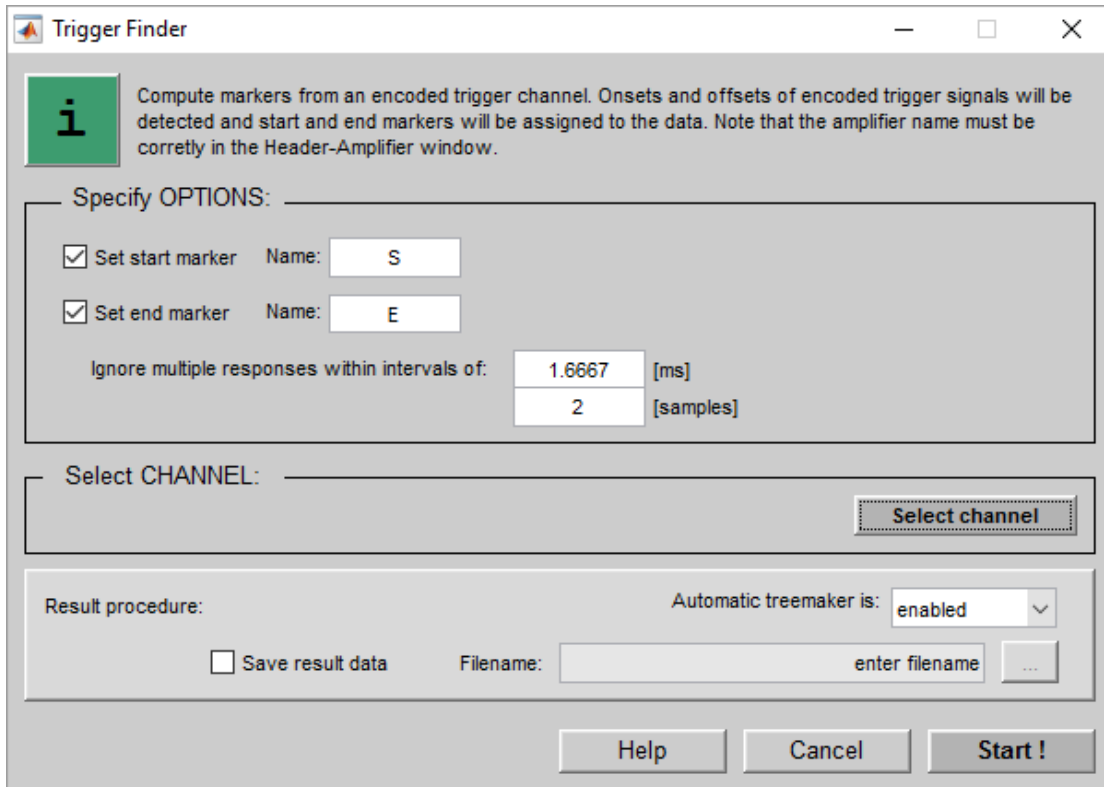 Trigger Finder
i
Compute markers from an encoded trigger channel. Onsets and offsets of encoded trigger signals will be
detected and start and end markers will be assigned to the data. Note that the amplifier name must be
corretly in the Header-Amplifier window.
Specify OPTIONS:
Set start marker Name: S
Set end marker Name: E
Ignore multiple responses within intervals of: 1.6667 [ms]
2 [samples]
Select CHANNEL:
Select channel
Result procedure: Automatic treemaker is: enabled
Save result data Filename: enter filename ...
Help Cancel Start !